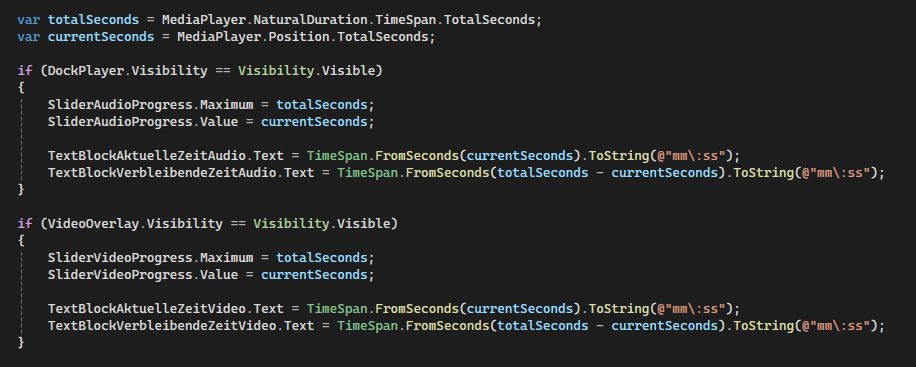 var totalSeconds = MediaPlayer.NaturalDuration.TimeSpan.TotalSeconds;
var currentSeconds = MediaPlayer.Position.TotalSeconds;

if (DockPlayer.Visibility == Visibility.Visible)
{
    SliderAudioProgress.Maximum = totalSeconds;
    SliderAudioProgress.Value = currentSeconds;

    TextBlockAktuelleZeitAudio.Text = TimeSpan.FromSeconds(currentSeconds).ToString(@"mm\:ss");
    TextBlockVerbleibendeZeitAudio.Text = TimeSpan.FromSeconds(totalSeconds - currentSeconds).ToString(@"mm\:ss");
}

if (VideoOverlay.Visibility == Visibility.Visible)
{
    SliderVideoProgress.Maximum = totalSeconds;
    SliderVideoProgress.Value = currentSeconds;

    TextBlockAktuelleZeitVideo.Text = TimeSpan.FromSeconds(currentSeconds).ToString(@"mm\:ss");
    TextBlockVerbleibendeZeitVideo.Text = TimeSpan.FromSeconds(totalSeconds - currentSeconds).ToString(@"mm\:ss");
}